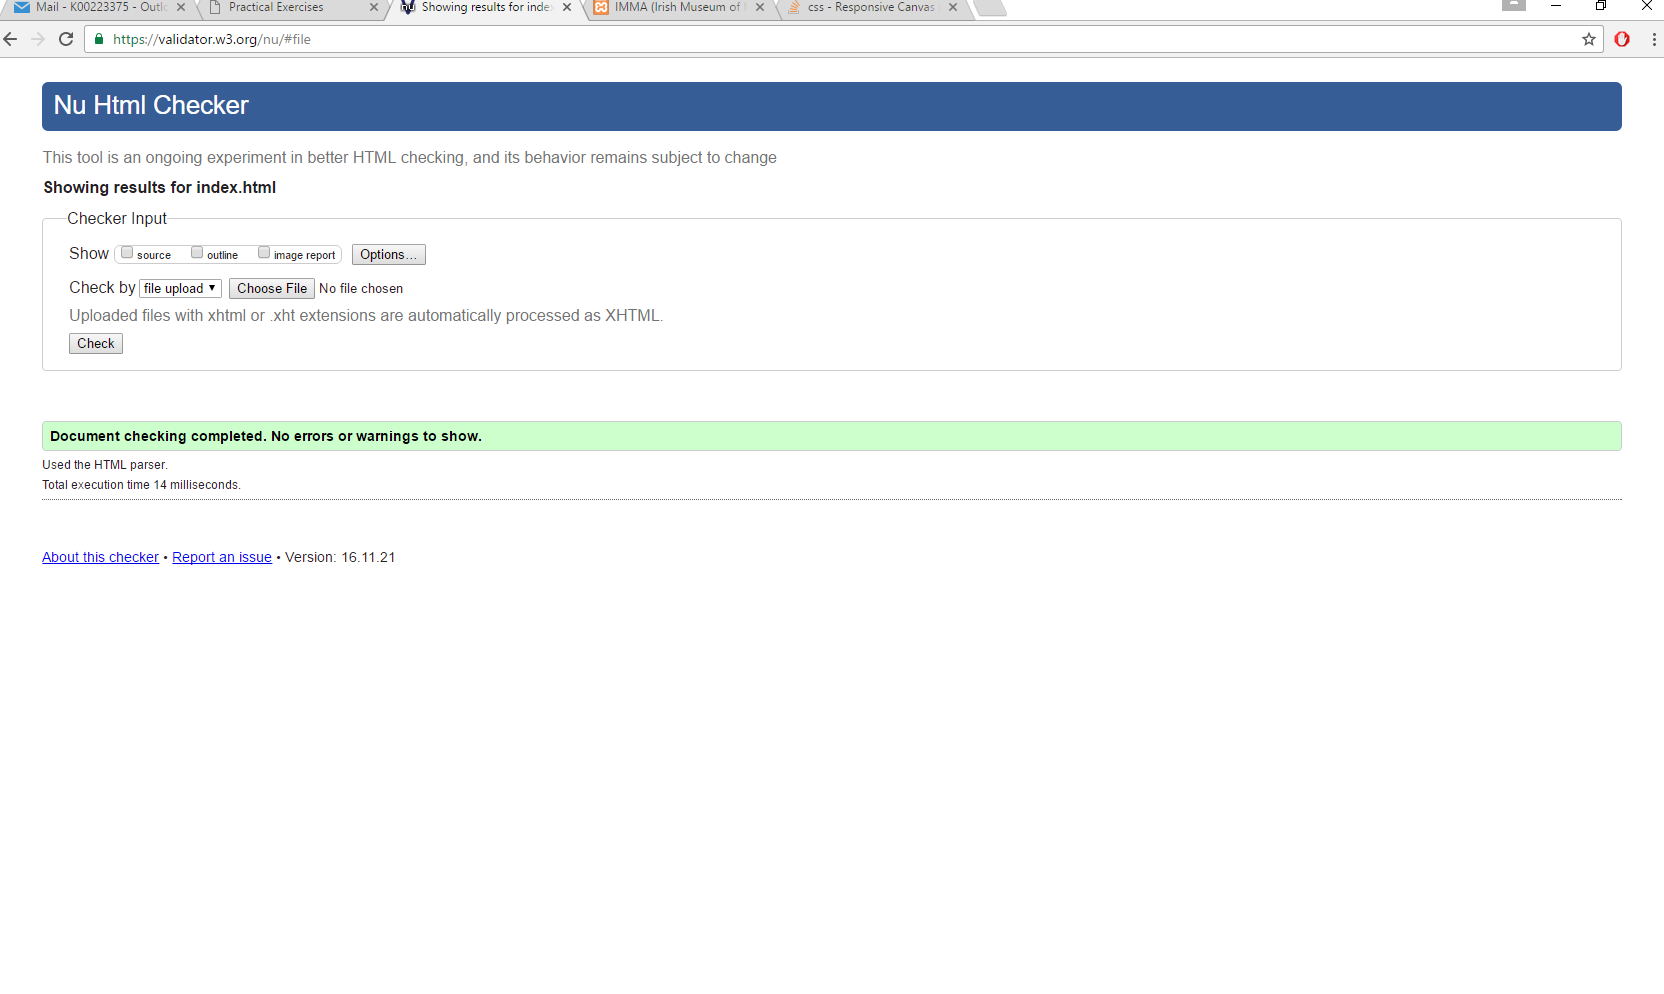 Mail - K00223375 - Outlo
Practical Exercises
Showing results for index
IMMA (Irish Museum of
css - Responsive Canvas
https://validator.w3.org/nu/#file
Nu Html Checker
This tool is an ongoing experiment in better HTML checking, and its behavior remains subject to change
Showing results for index.html
Checker Input
Show source outline image report Options...
Check by file upload Choose File No file chosen
Uploaded files with xhtml or .xht extensions are automatically processed as XHTML.
Check
Document checking completed. No errors or warnings to show.
Used the HTML parser.
Total execution time 14 milliseconds.
About this checker • Report an issue • Version: 16.11.21